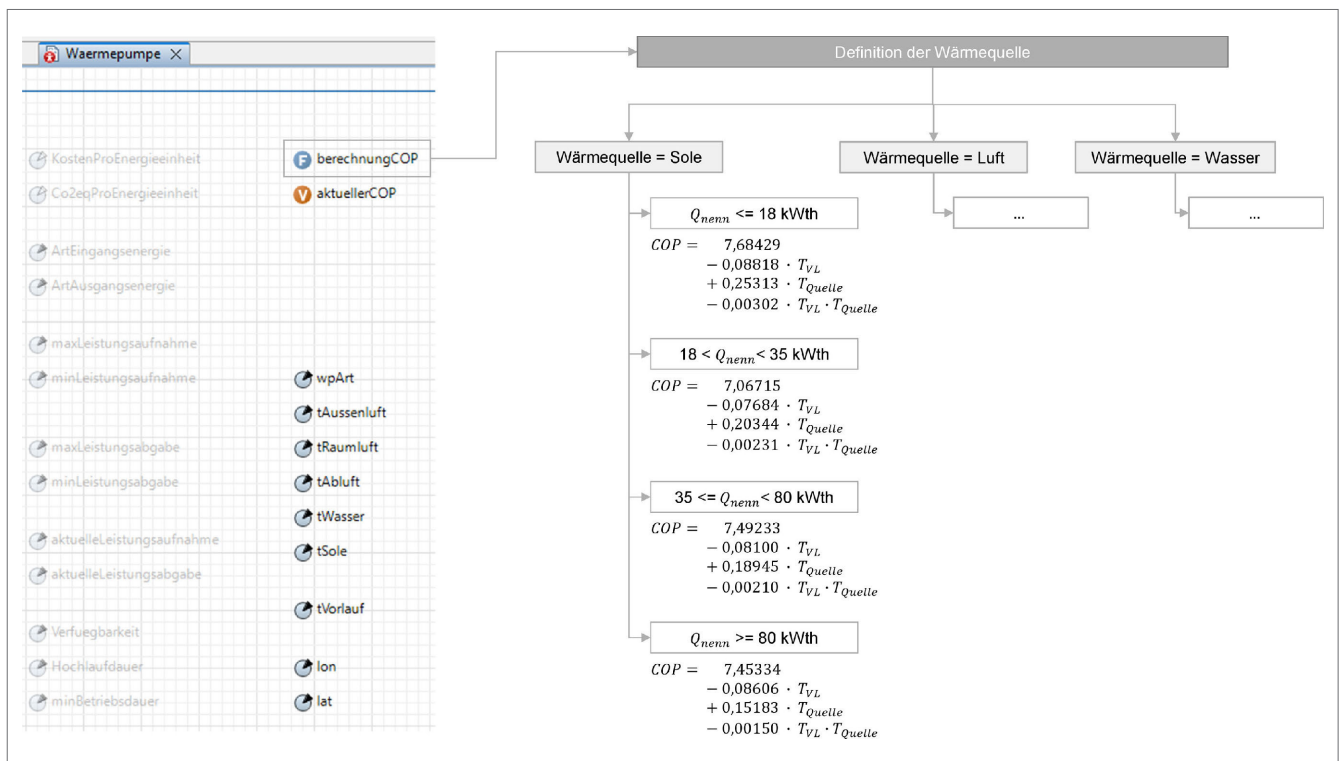 Waermepumpe
KostenProEnergieeinheit
Co2eqProEnergieeinheit
ArtEingangsenergie
ArtAusgangsenergie
maxLeistungsaufnahme
minLeistungsaufnahme
maxLeistungsabgabe
minLeistungsabgabe
aktuelleLeistungsaufnahme
aktuelleLeistungsabgabe
Verfuegbarkeit
Hochlaufdauer
minBetriebsdauer
F berechnungCOP
V aktuellerCOP
wpArt
tAussenluft
tRaumluft
tAbluft
tWasser
tSole
tVorlauf
lon
lat
Definition der Wärmequelle
Wärmequelle = Sole
Q_nenn <= 18 kWth
COP = 7,68429
− 0,08818 · T_VL
+ 0,25313 · T_Quelle
− 0,00302 · T_VL · T_Quelle
18 < Q_nenn < 35 kWth
COP = 7,06715
− 0,07684 · T_VL
+ 0,20344 · T_Quelle
− 0,00231 · T_VL · T_Quelle
35 <= Q_nenn < 80 kWth
COP = 7,49233
− 0,08100 · T_VL
+ 0,18945 · T_Quelle
− 0,00210 · T_VL · T_Quelle
Q_nenn >= 80 kWth
COP = 7,45334
− 0,08606 · T_VL
+ 0,15183 · T_Quelle
− 0,00150 · T_VL · T_Quelle
Wärmequelle = Luft
...
Wärmequelle = Wasser
...